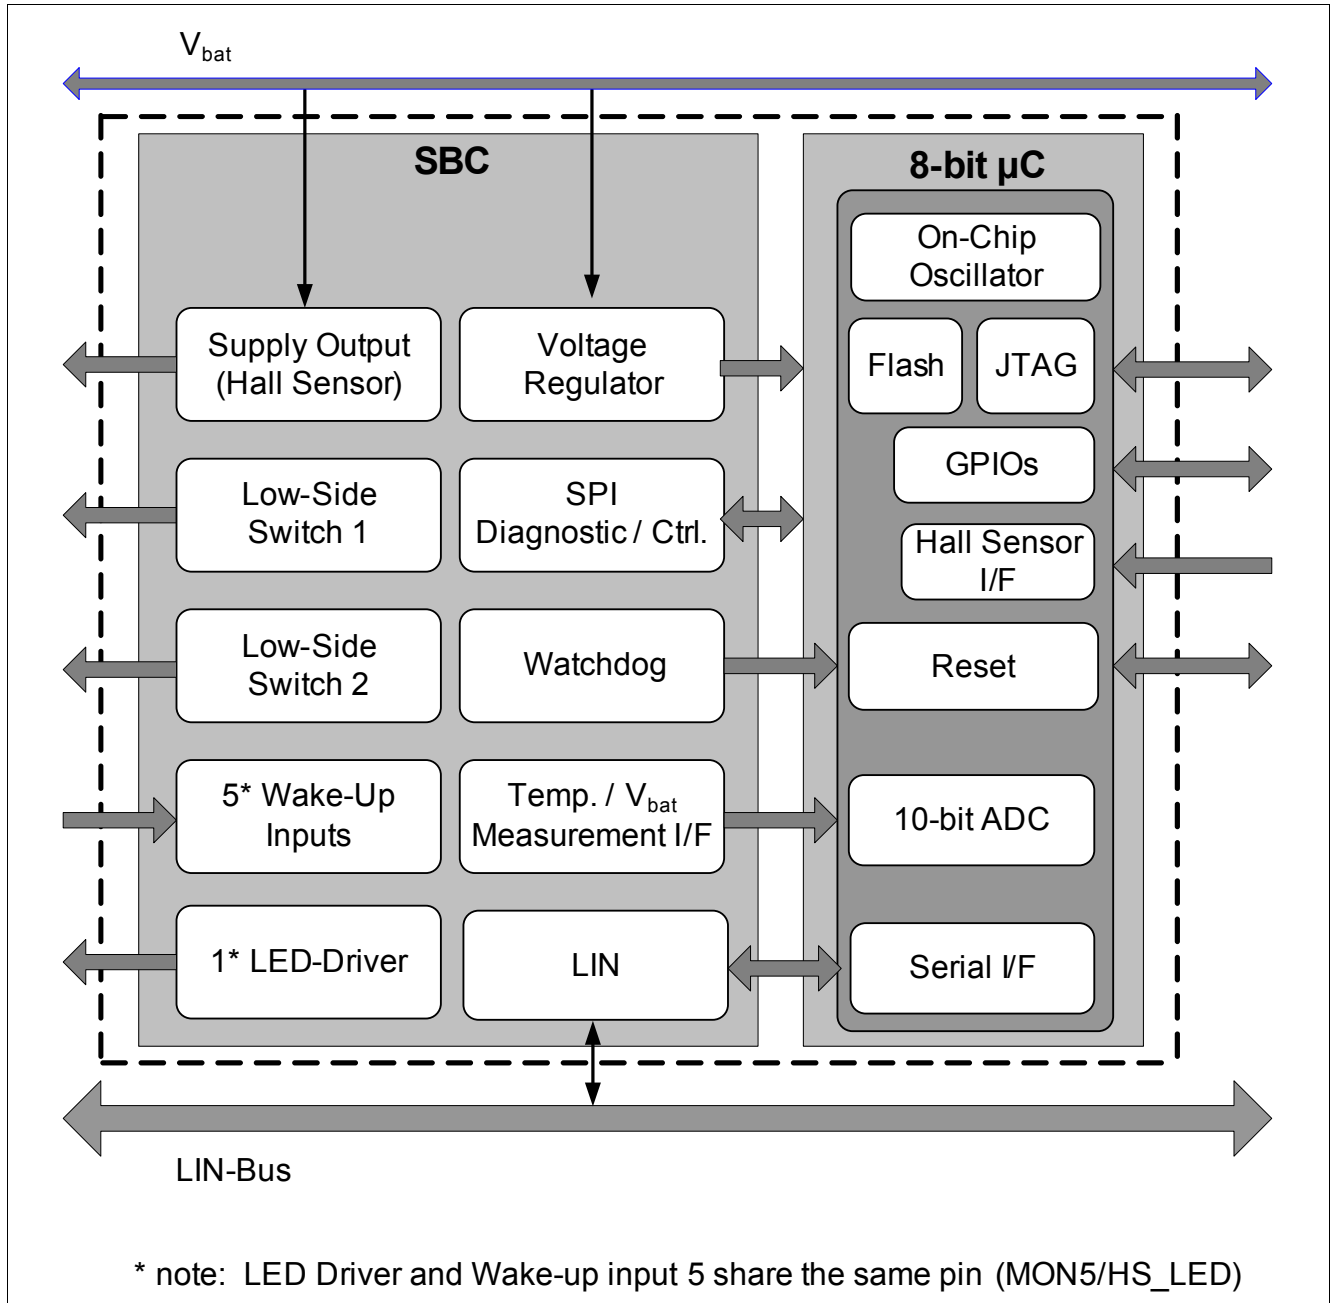 Vbat
SBC
8-bit µC
On-Chip
Oscillator
Supply Output
(Hall Sensor)
Voltage
Regulator
Flash
JTAG
GPIOs
Low-Side
Switch 1
SPI
Diagnostic / Ctrl.
Hall Sensor
I/F
Low-Side
Switch 2
Watchdog
Reset
5* Wake-Up
Inputs
Temp. / Vbat
Measurement I/F
10-bit ADC
1* LED-Driver
LIN
Serial I/F
LIN-Bus
* note: LED Driver and Wake-up input 5 share the same pin (MON5/HS_LED)